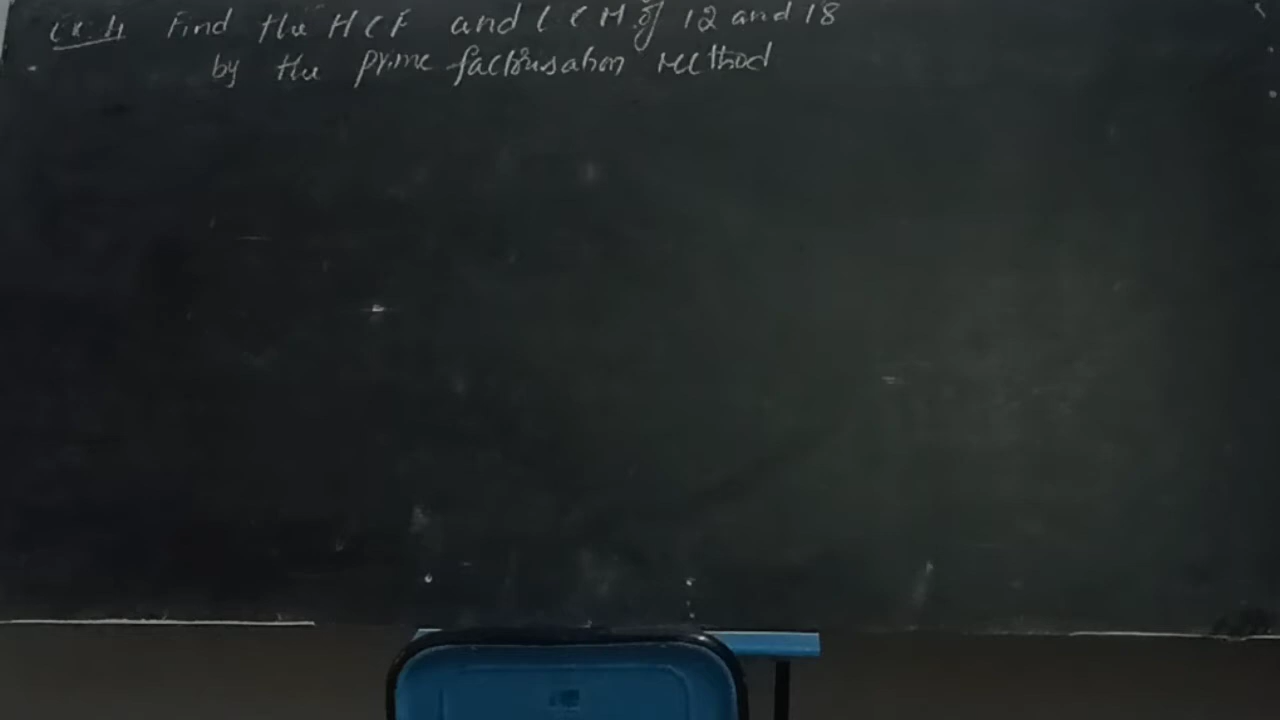 Ex. 4 Find the HCF and LCM of 12 and 18
by the prime factorisation method